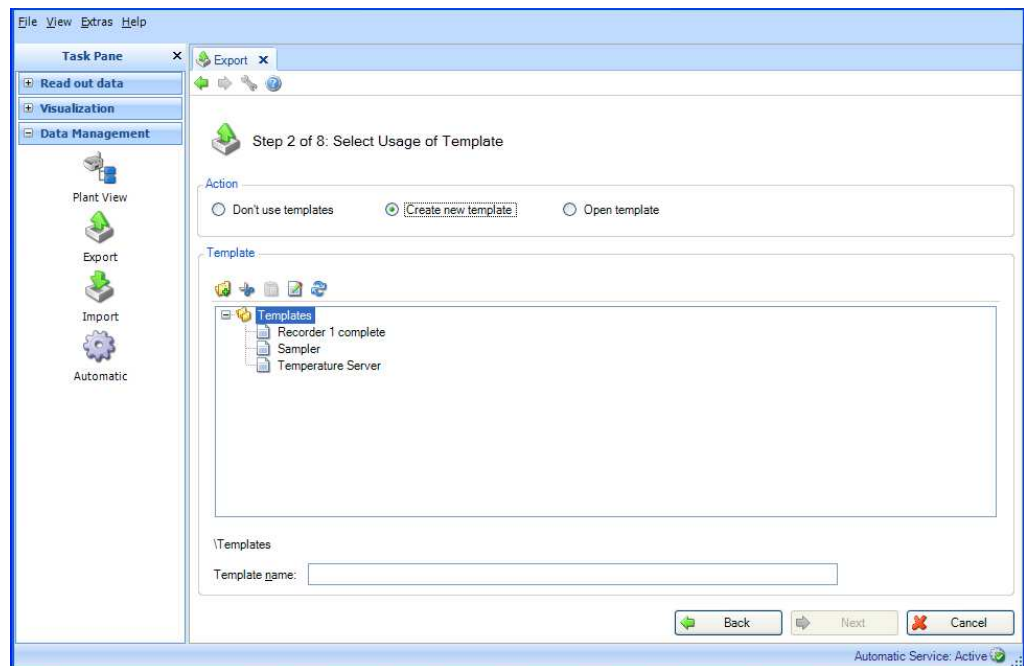 File View Extras Help
Task Pane
Export
Read out data
Visualization
Data Management
Plant View
Export
Import
Automatic
Step 2 of 8: Select Usage of Template
Action
Don't use templates
Create new template
Open template
Template
Templates
Recorder 1 complete
Sampler
Temperature Server
\Templates
Template name:
Back
Next
Cancel
Automatic Service: Active